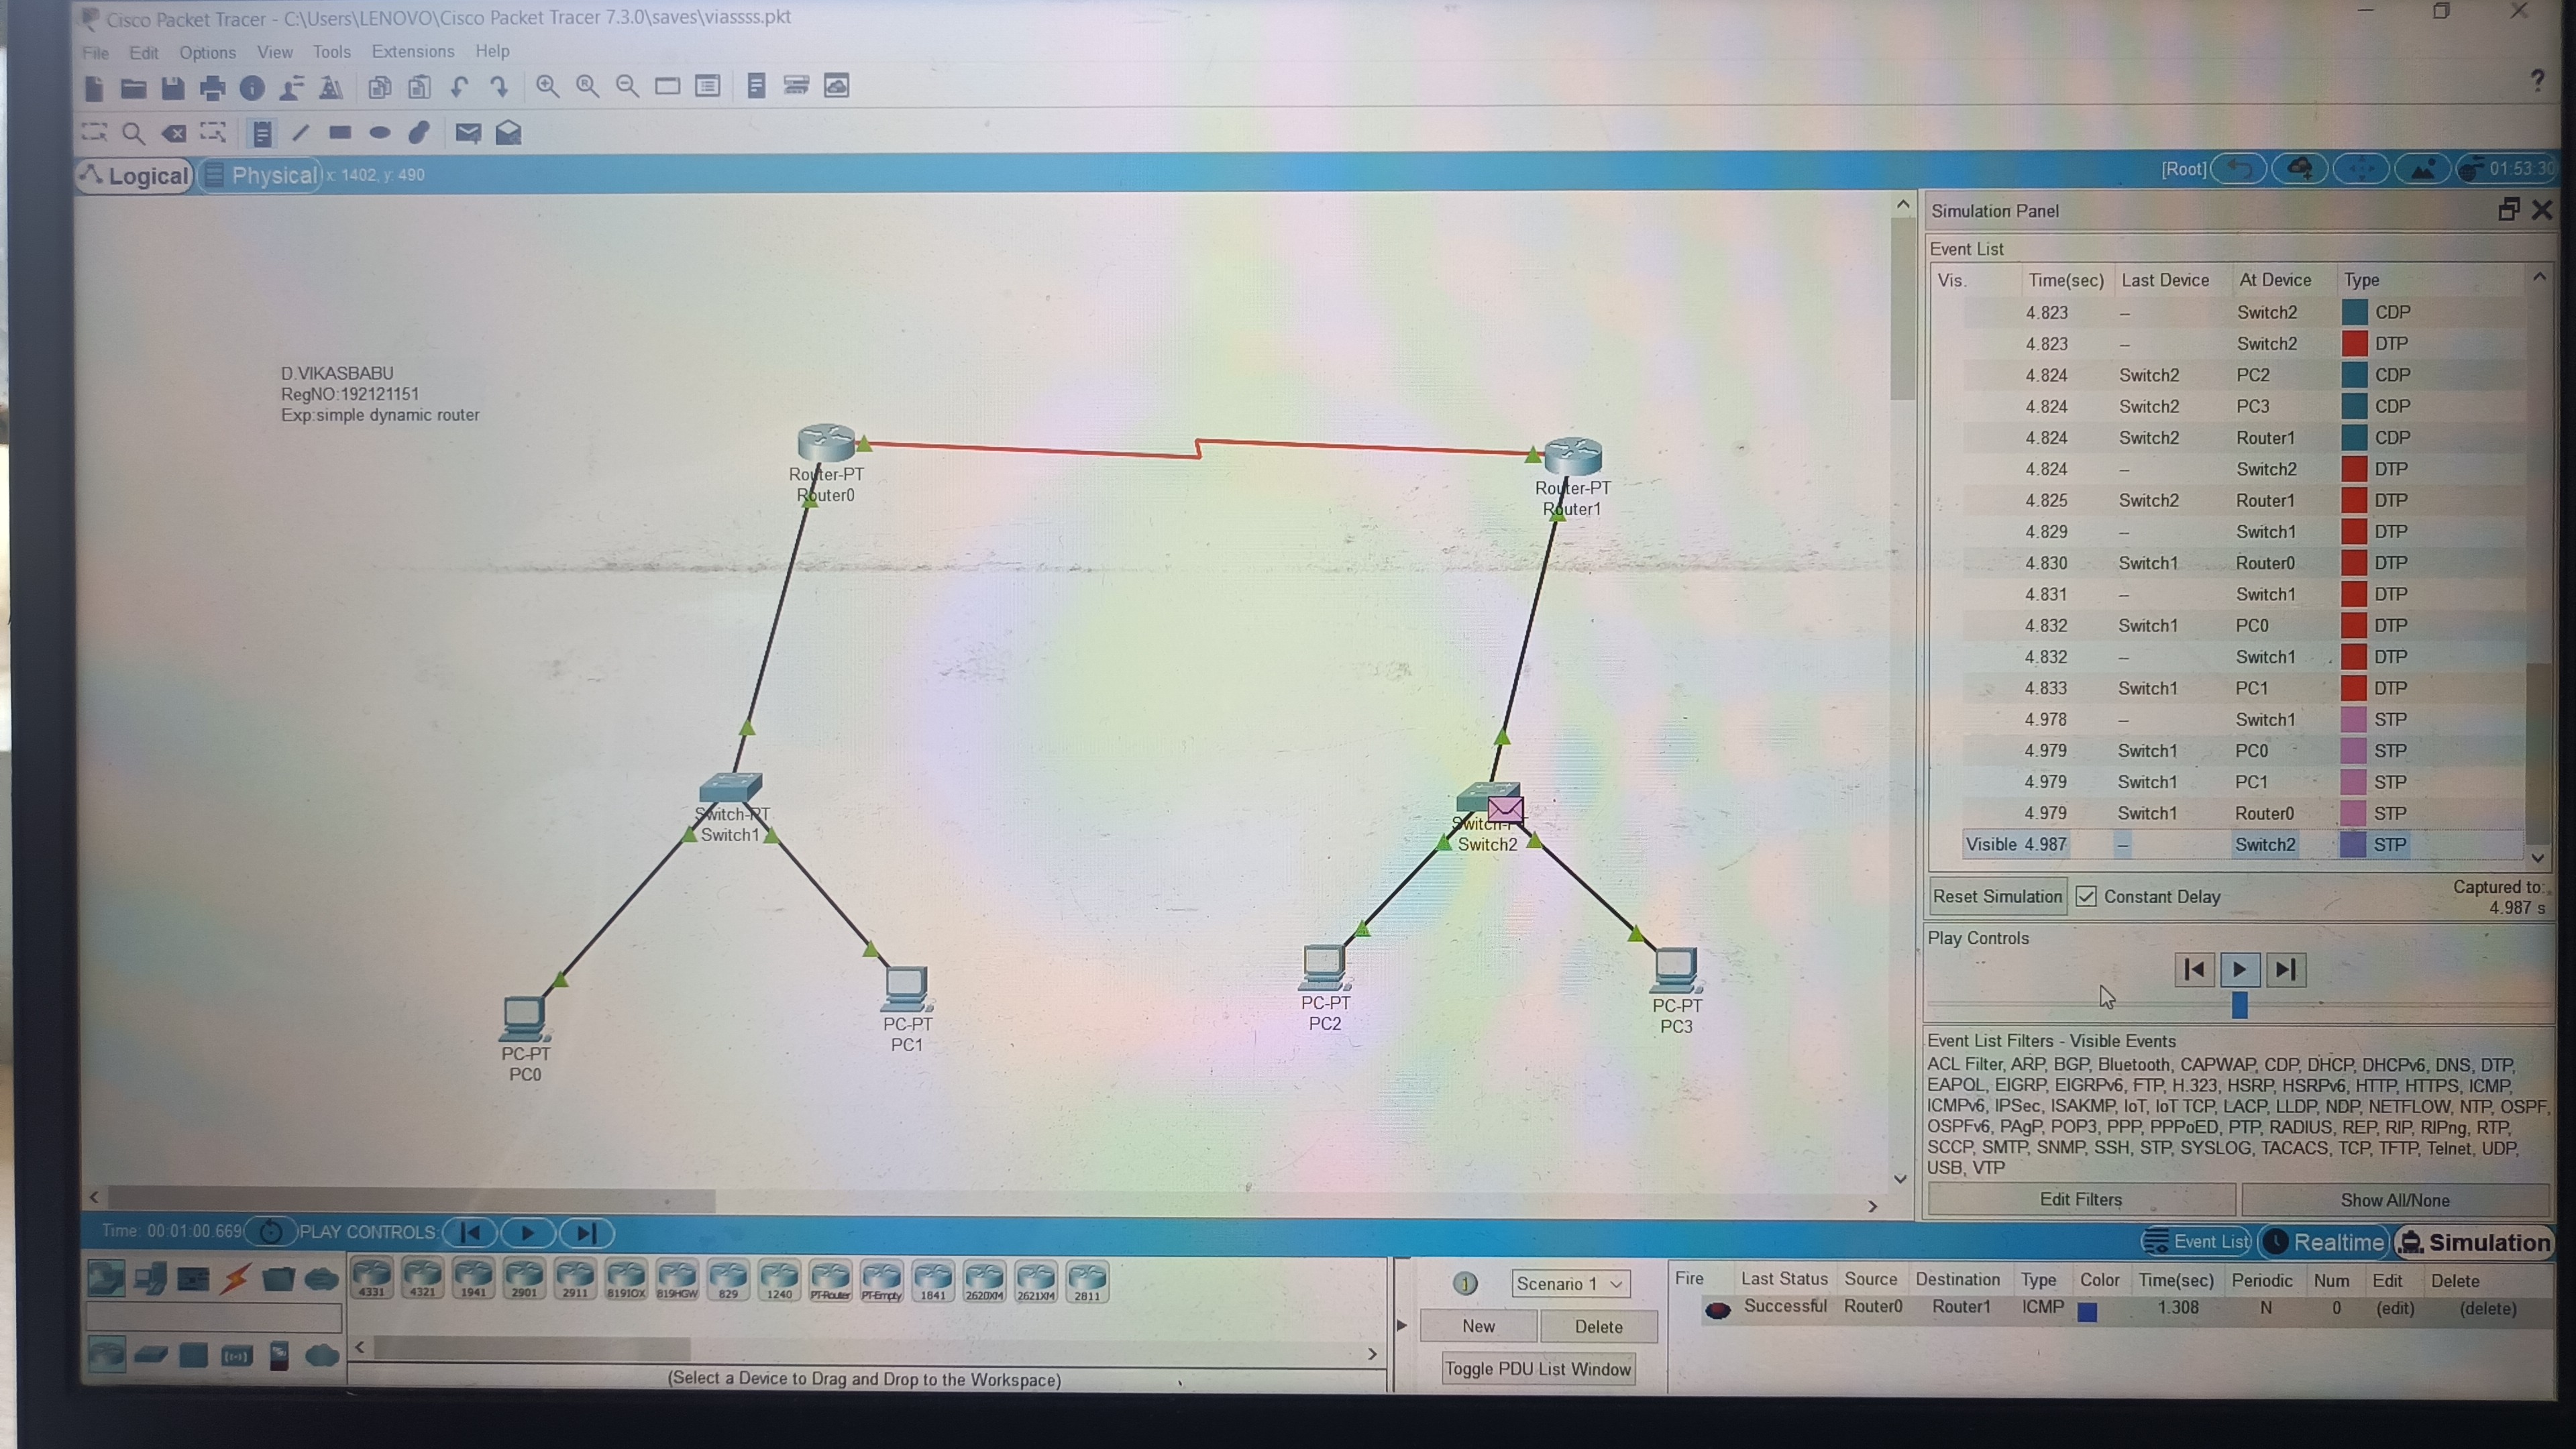 Cisco Packet Tracer - C:\Users\LENOVO\Cisco Packet Tracer 7.3.0\saves\viassss.pkt
File Edit Options View Tools Extensions Help
?
Logical Physical x: 1402, y: 490 [Root] 01:53:30
D.VIKASBABU
RegNO:192121151
Exp:simple dynamic router
Router-PT
Router0
Router-PT
Router1
Switch-PT
Switch1
Switch-PT
Switch2
PC-PT
PC0
PC-PT
PC1
PC-PT
PC2
PC-PT
PC3
Simulation Panel
Event List
Vis. Time(sec) Last Device At Device Type
4.823 -- Switch2 CDP
4.823 -- Switch2 DTP
4.824 Switch2 PC2 CDP
4.824 Switch2 PC3 CDP
4.824 Switch2 Router1 CDP
4.824 -- Switch2 DTP
4.825 Switch2 Router1 DTP
4.829 -- Switch1 DTP
4.830 Switch1 Router0 DTP
4.831 -- Switch1 DTP
4.832 Switch1 PC0 DTP
4.832 -- Switch1 DTP
4.833 Switch1 PC1 DTP
4.978 -- Switch1 STP
4.979 Switch1 PC0 STP
4.979 Switch1 PC1 STP
4.979 Switch1 Router0 STP
Visible 4.987 -- Switch2 STP
Reset Simulation Constant Delay Captured to:
4.987 s
Play Controls
Event List Filters - Visible Events
ACL Filter, ARP, BGP, Bluetooth, CAPWAP, CDP, DHCP, DHCPv6, DNS, DTP,
EAPOL, EIGRP, EIGRPv6, FTP, H.323, HSRP, HSRPv6, HTTP, HTTPS, ICMP,
ICMPv6, IPSec, ISAKMP, IoT, IoT TCP, LACP, LLDP, NDP, NETFLOW, NTP, OSPF,
OSPFv6, PAgP, POP3, PPP, PPPoED, PTP, RADIUS, REP, RIP, RIPng, RTP,
SCCP, SMTP, SNMP, SSH, STP, SYSLOG, TACACS, TCP, TFTP, Telnet, UDP,
USB, VTP
Edit Filters Show All/None
Time: 00:01:00.669 PLAY CONTROLS: Event List Realtime Simulation
4331 4321 1941 2901 2911 819IOX 819HGW 829 1240 PT-Router PT-Empty 1841 2620XM 2621XM 2811
(Select a Device to Drag and Drop to the Workspace)
1 Scenario 1
New Delete
Toggle PDU List Window
Fire Last Status Source Destination Type Color Time(sec) Periodic Num Edit Delete
Successful Router0 Router1 ICMP 1.308 N 0 (edit) (delete)